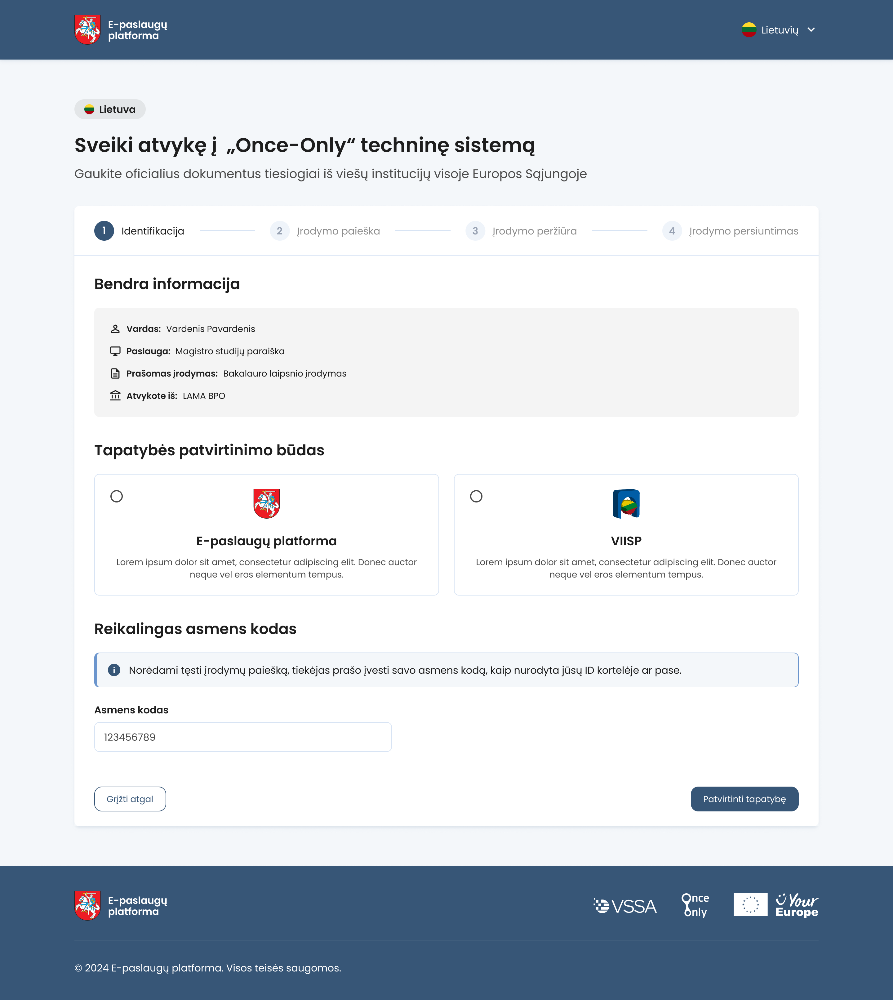 E-paslaugų
platforma
Lietuvių
Lietuva
Sveiki atvykę į „Once-Only“ techninę sistemą
Gaukite oficialius dokumentus tiesiogiai iš viešų institucijų visoje Europos Sąjungoje
1 Identifikacija
2 Įrodymo paieška
3 Įrodymo peržiūra
4 Įrodymo persiuntimas
Bendra informacija
Vardas: Vardenis Pavardenis
Paslauga: Magistro studijų paraiška
Prašomas įrodymas: Bakalauro laipsnio įrodymas
Atvykote iš: LAMA BPO
Tapatybės patvirtinimo būdas
E-paslaugų platforma
Lorem ipsum dolor sit amet, consectetur adipiscing elit. Donec auctor
neque vel eros elementum tempus.
VIISP
Lorem ipsum dolor sit amet, consectetur adipiscing elit. Donec auctor
neque vel eros elementum tempus.
Reikalingas asmens kodas
Norėdami tęsti įrodymų paiešką, tiekėjas prašo įvesti savo asmens kodą, kaip nurodyta jūsų ID kortelėje ar pase.
Asmens kodas
123456789
Grįžti atgal
Patvirtinti tapatybę
E-paslaugų
platforma
VSSA
Once
Only
Your
Europe
© 2024 E-paslaugų platforma. Visos teisės saugomos.